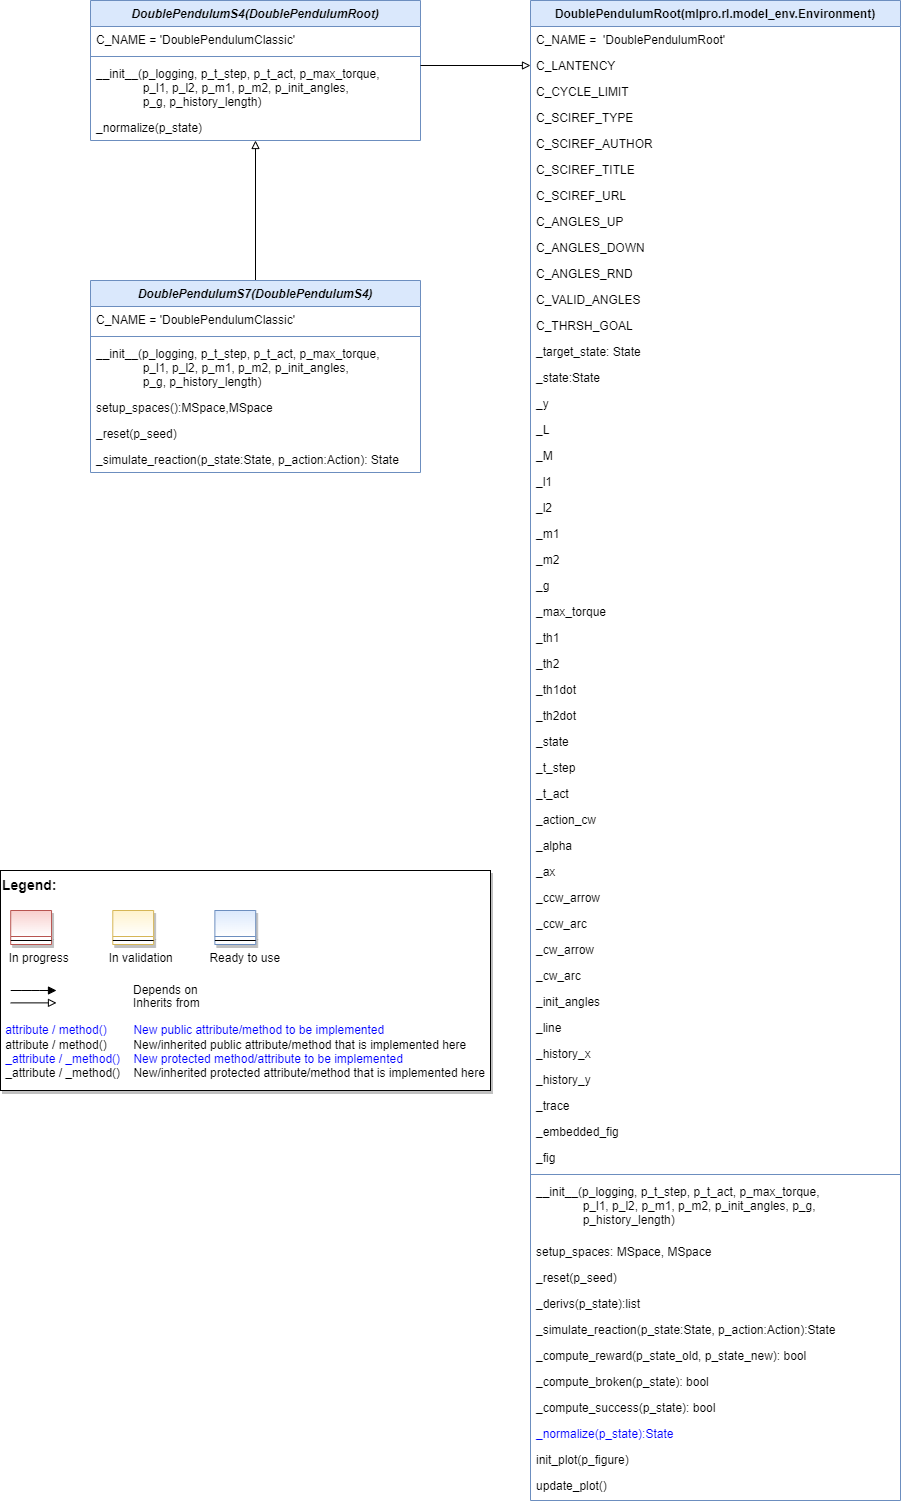 DoublePendulumS4(DoublePendulumRoot)
C_NAME = 'DoublePendulumClassic'
__init__(p_logging, p_t_step, p_t_act, p_max_torque,
p_l1, p_l2, p_m1, p_m2, p_init_angles,
p_g, p_history_length)
_normalize(p_state)
DoublePendulumS7(DoublePendulumS4)
C_NAME = 'DoublePendulumClassic'
__init__(p_logging, p_t_step, p_t_act, p_max_torque,
p_l1, p_l2, p_m1, p_m2, p_init_angles,
p_g, p_history_length)
setup_spaces():MSpace,MSpace
_reset(p_seed)
_simulate_reaction(p_state:State, p_action:Action): State
DoublePendulumRoot(mlpro.rl.model_env.Environment)
C_NAME =  'DoublePendulumRoot'
C_LANTENCY
C_CYCLE_LIMIT
C_SCIREF_TYPE
C_SCIREF_AUTHOR
C_SCIREF_TITLE
C_SCIREF_URL
C_ANGLES_UP
C_ANGLES_DOWN
C_ANGLES_RND
C_VALID_ANGLES
C_THRSH_GOAL
_target_state: State
_state:State
_y
_L
_M
_l1
_l2
_m1
_m2
_g
_max_torque
_th1
_th2
_th1dot
_th2dot
_state
_t_step
_t_act
_action_cw
_alpha
_ax
_ccw_arrow
_ccw_arc
_cw_arrow
_cw_arc
_init_angles
_line
_history_x
_history_y
_trace
_embedded_fig
_fig
__init__(p_logging, p_t_step, p_t_act, p_max_torque,
p_l1, p_l2, p_m1, p_m2, p_init_angles, p_g,
p_history_length)
setup_spaces: MSpace, MSpace
_reset(p_seed)
_derivs(p_state):list
_simulate_reaction(p_state:State, p_action:Action):State
_compute_reward(p_state_old, p_state_new): bool
_compute_broken(p_state): bool
_compute_success(p_state): bool
_normalize(p_state):State
init_plot(p_figure)
update_plot()
Legend:
In progress
In validation
Ready to use
Depends on
Inherits from
attribute / method() New public attribute/method to be implemented
attribute / method() New/inherited public attribute/method that is implemented here
_attribute / _method() New protected method/attribute to be implemented
_attribute / _method() New/inherited protected attribute/method that is implemented here